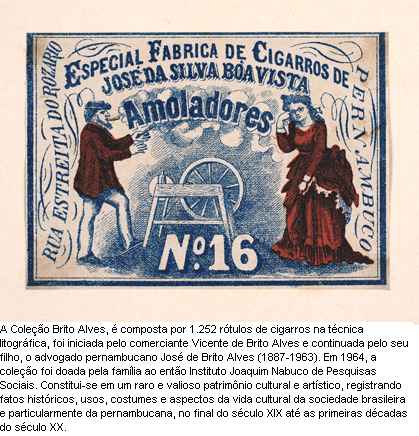 ESPECIAL FABRICA DE CIGARROS DE
JOSÉ DA SILVA BOAVISTA
RUA ESTREITA DO ROZARIO
PERNAMBUCO
Amoladores
Nº 16
A Coleção Brito Alves, é composta por 1.252 rótulos de cigarros na técnica
litográfica, foi iniciada pelo comerciante Vicente de Brito Alves e continuada pelo seu
filho, o advogado pernambucano José de Brito Alves (1887-1963). Em 1964, a
coleção foi doada pela família ao então Instituto Joaquim Nabuco de Pesquisas
Sociais. Constitui-se em um raro e valioso patrimônio cultural e artístico, registrando
fatos históricos, usos, costumes e aspectos da vida cultural da sociedade brasileira
e particularmente da pernambucana, no final do século XIX até as primeiras décadas
do século XX.